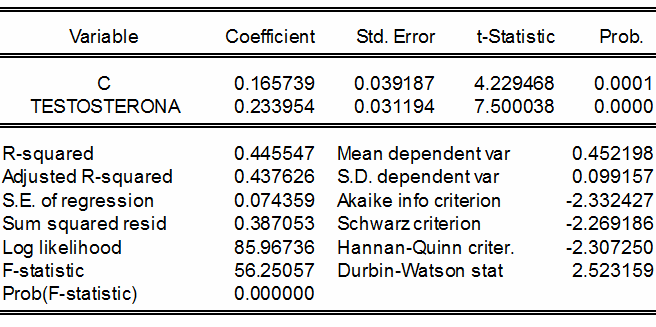 Variable Coefficient Std. Error t-Statistic Prob.
C 0.165739 0.039187 4.229468 0.0001
TESTOSTERONA 0.233954 0.031194 7.500038 0.0000
R-squared 0.445547 Mean dependent var 0.452198
Adjusted R-squared 0.437626 S.D. dependent var 0.099157
S.E. of regression 0.074359 Akaike info criterion -2.332427
Sum squared resid 0.387053 Schwarz criterion -2.269186
Log likelihood 85.96736 Hannan-Quinn criter. -2.307250
F-statistic 56.25057 Durbin-Watson stat 2.523159
Prob(F-statistic) 0.000000